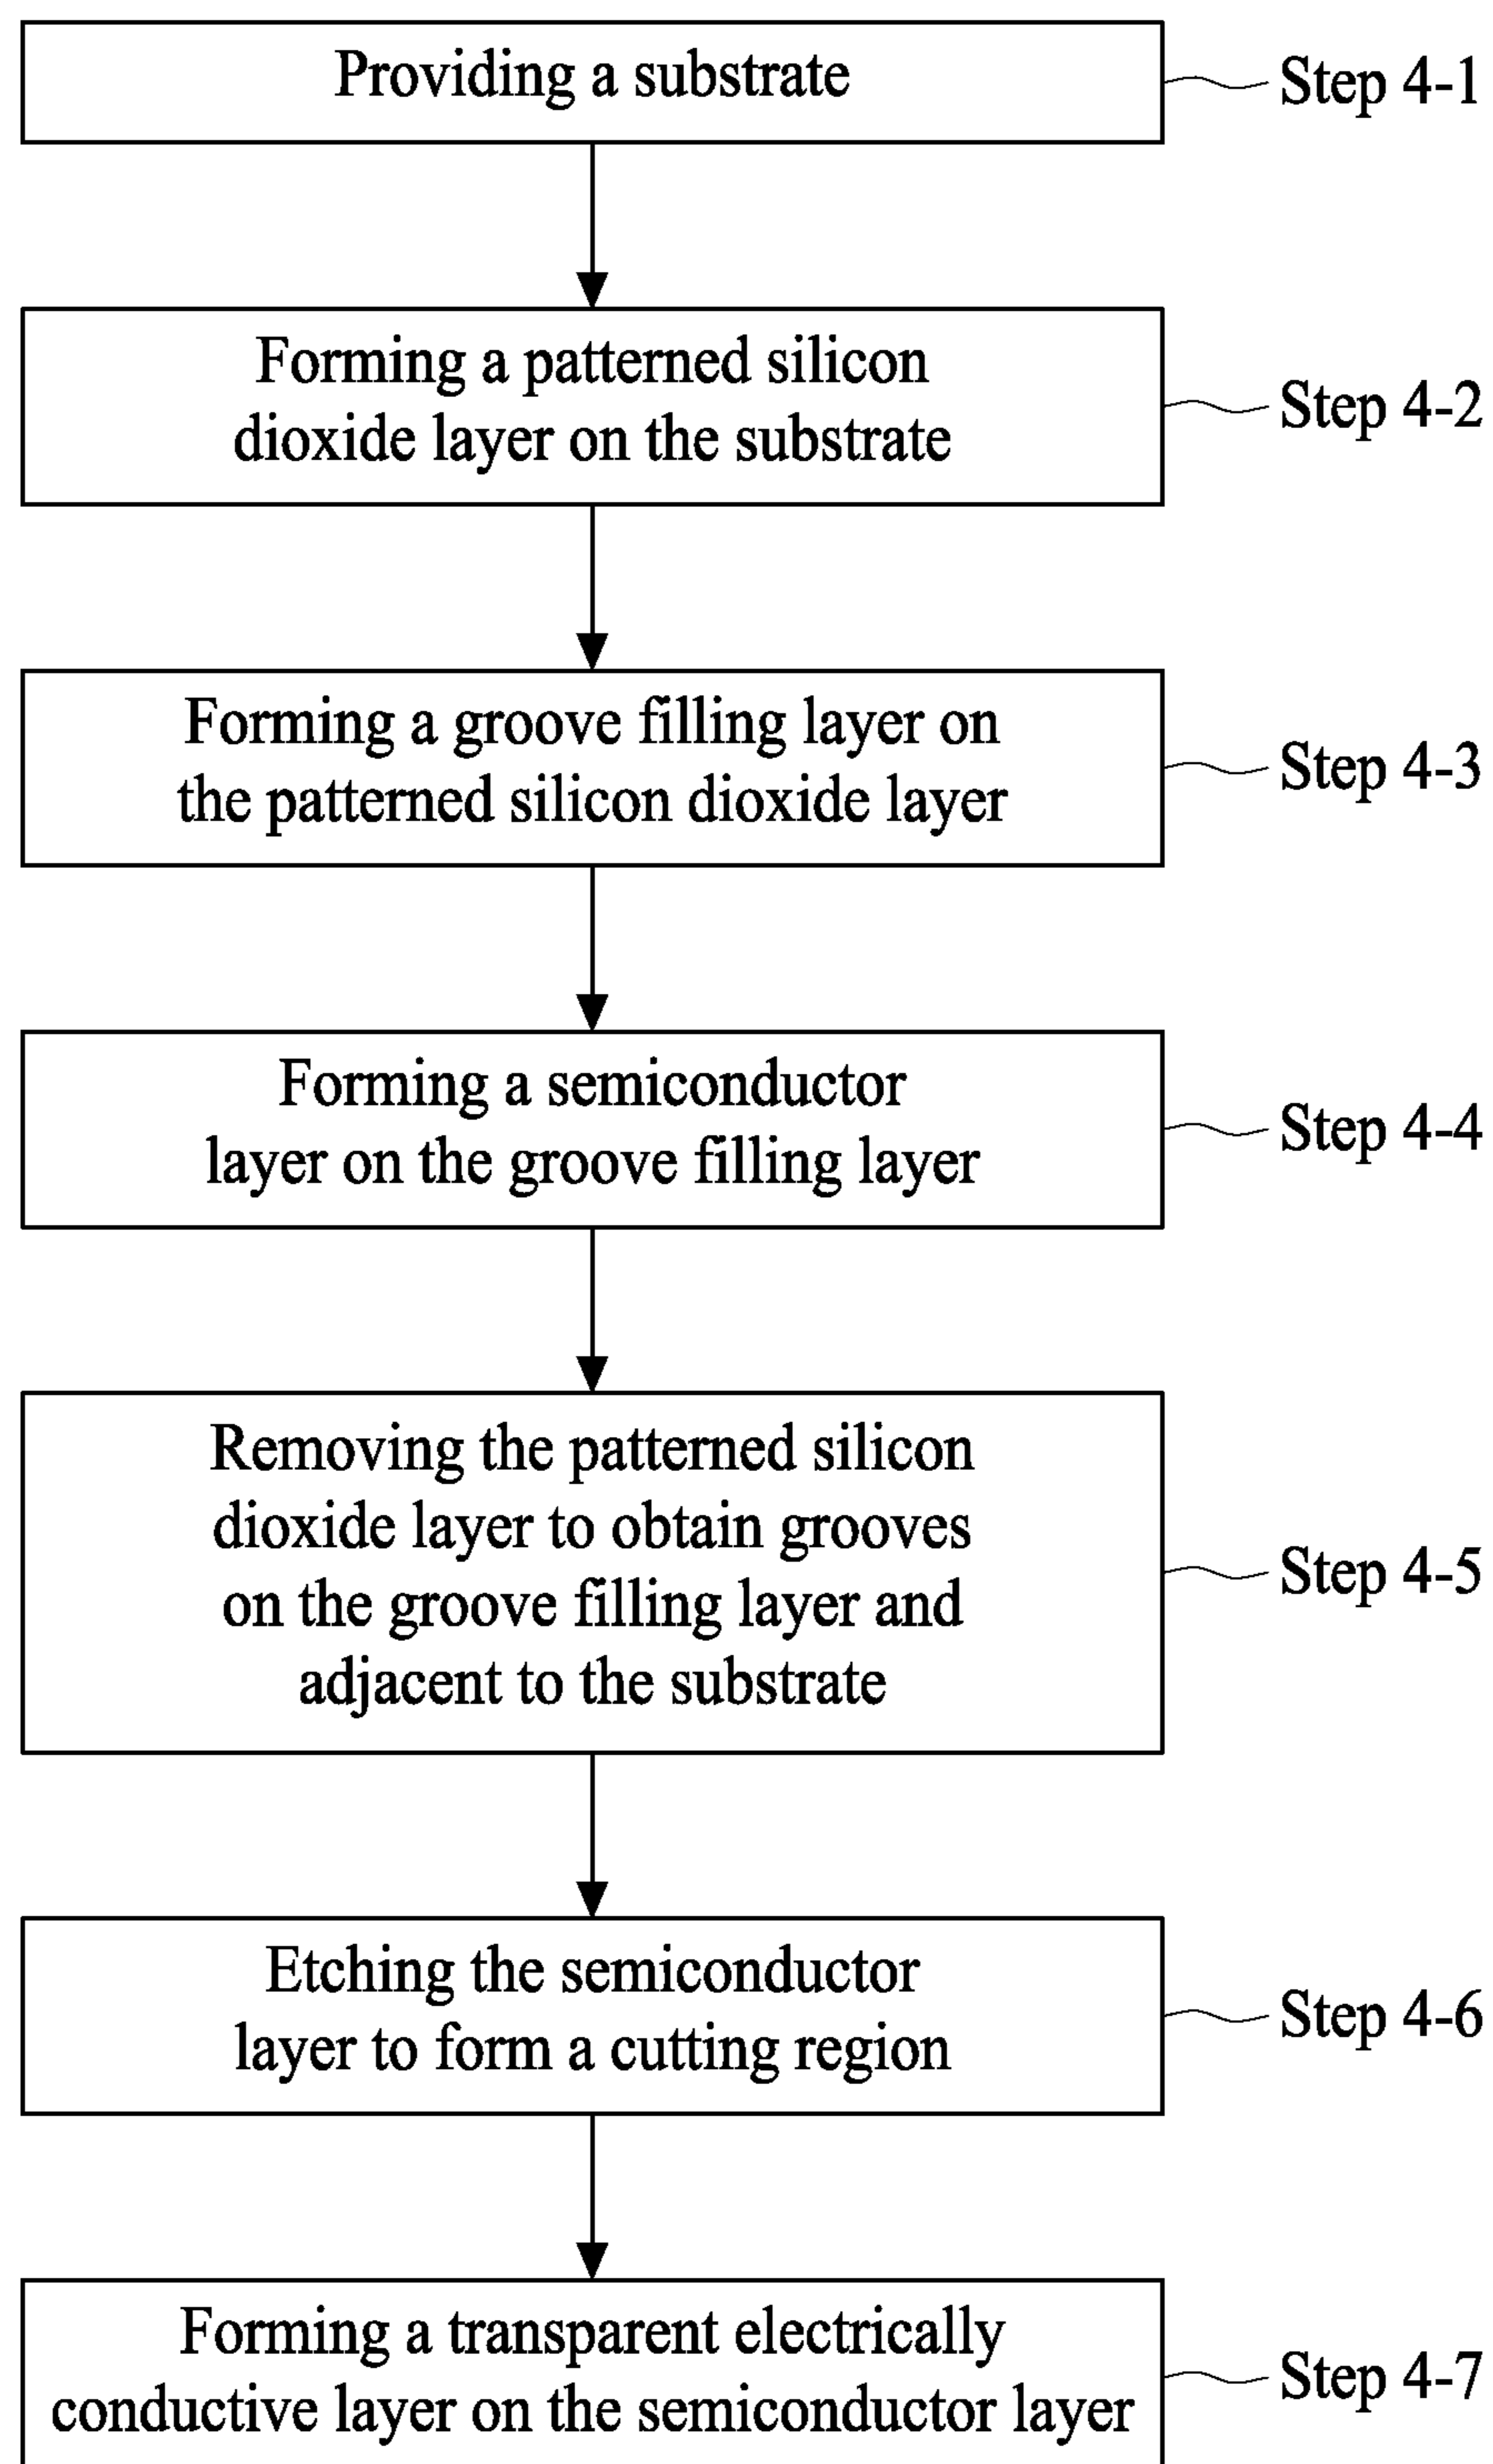 Providing a substrate
Step 4-1
Forming a patterned silicon
dioxide layer on the substrate
Step 4-2
Forming a groove filling layer on
the patterned silicon dioxide layer
Step 4-3
Forming a semiconductor
layer on the groove filling layer
Step 4-4
Removing the patterned silicon
dioxide layer to obtain grooves
on the groove filling layer and
adjacent to the substrate
Step 4-5
Etching the semiconductor
layer to form a cutting region
Step 4-6
Forming a transparent electrically
conductive layer on the semiconductor layer
Step 4-7